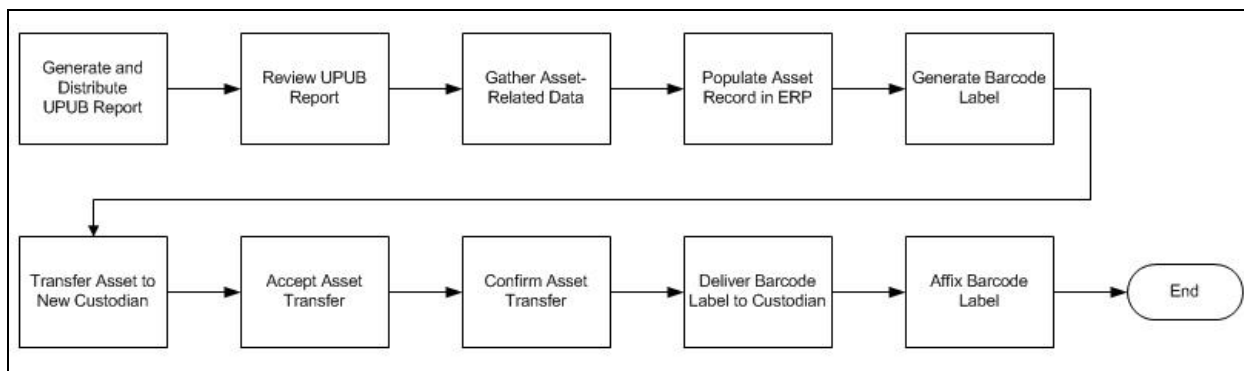 Generate and
Distribute
UPUB Report
Review UPUB
Report
Gather Asset-
Related Data
Populate Asset
Record in ERP
Generate Barcode
Label
Transfer Asset to
New Custodian
Accept Asset
Transfer
Confirm Asset
Transfer
Deliver Barcode
Label to Custodian
Affix Barcode
Label
End